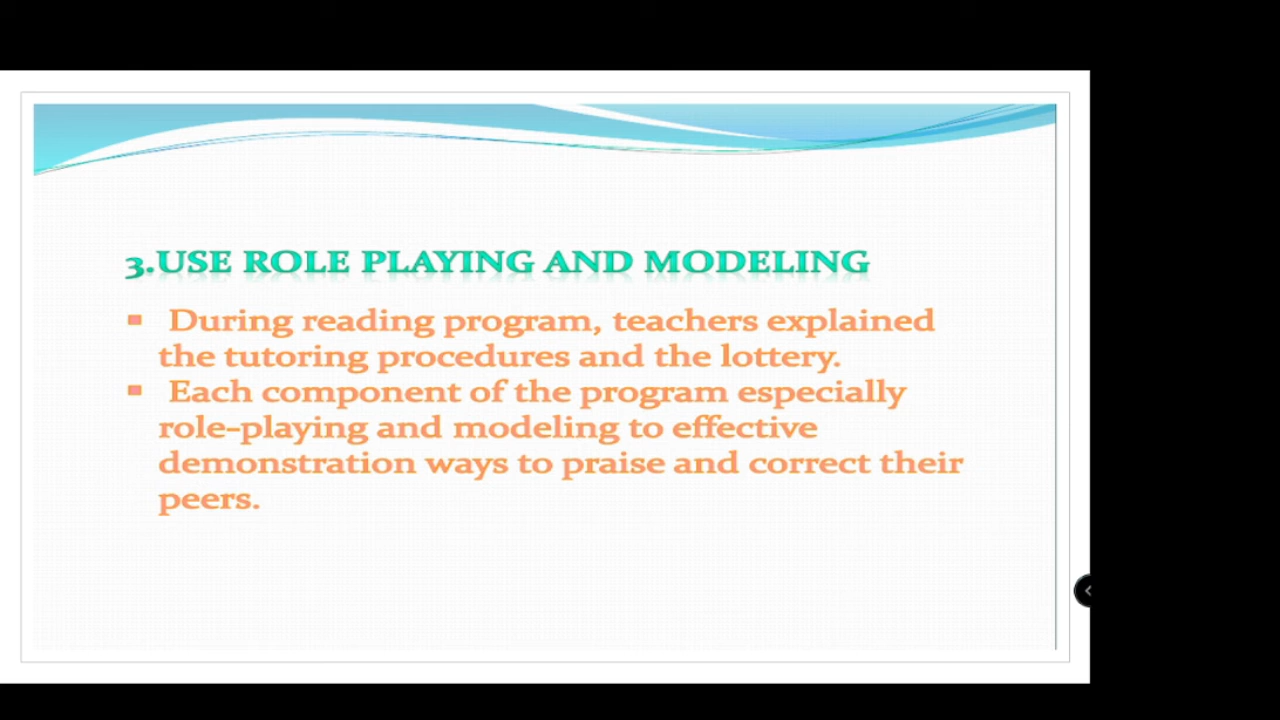 3.USE ROLE PLAYING AND MODELING
▪ During reading program, teachers explained
the tutoring procedures and the lottery.
▪ Each component of the program especially
role-playing and modeling to effective
demonstration ways to praise and correct their
peers.